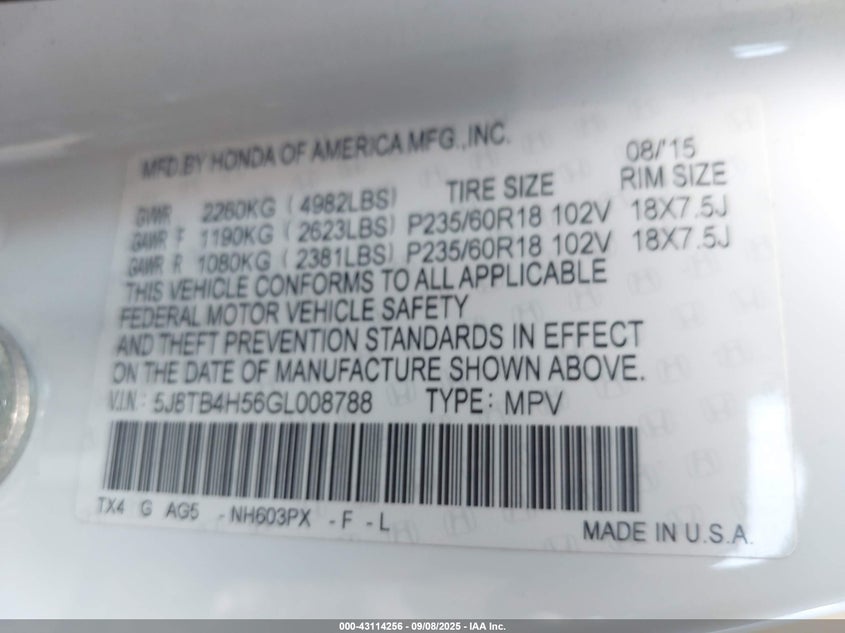 MFD.BY HONDA OF AMERICA MFG.,INC. 08/'15
TIRE SIZE RIM SIZE
GVWR 2260KG ( 4982LBS)
GAWR F 1190KG ( 2623LBS) P235/60R18 102V 18X7.5J
GAWR R 1080KG ( 2381LBS) P235/60R18 102V 18X7.5J
THIS VEHICLE CONFORMS TO ALL APPLICABLE
FEDERAL MOTOR VEHICLE SAFETY
AND THEFT PREVENTION STANDARDS IN EFFECT
ON THE DATE OF MANUFACTURE SHOWN ABOVE.
V.I.N.: 5J8TB4H56GL008788 TYPE: MPV
TX4 G AG5 -NH603PX -F -L
MADE IN U.S.A.
000-43114256 - 09/08/2025 - IAA Inc.